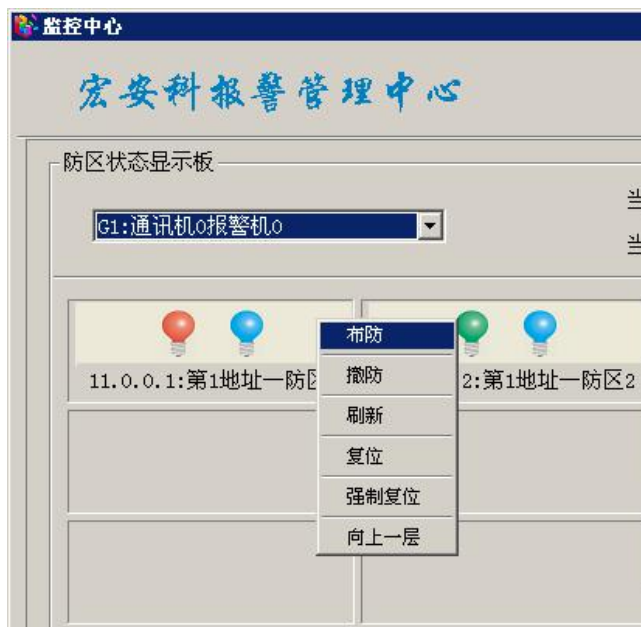 监控中心
宏安科报警管理中心
防区状态显示板
当
G1:通讯机0报警机0
当
布防
撤防
11.0.0.1:第1地址一防区
2:第1地址一防区2
刷新
复位
强制复位
向上一层